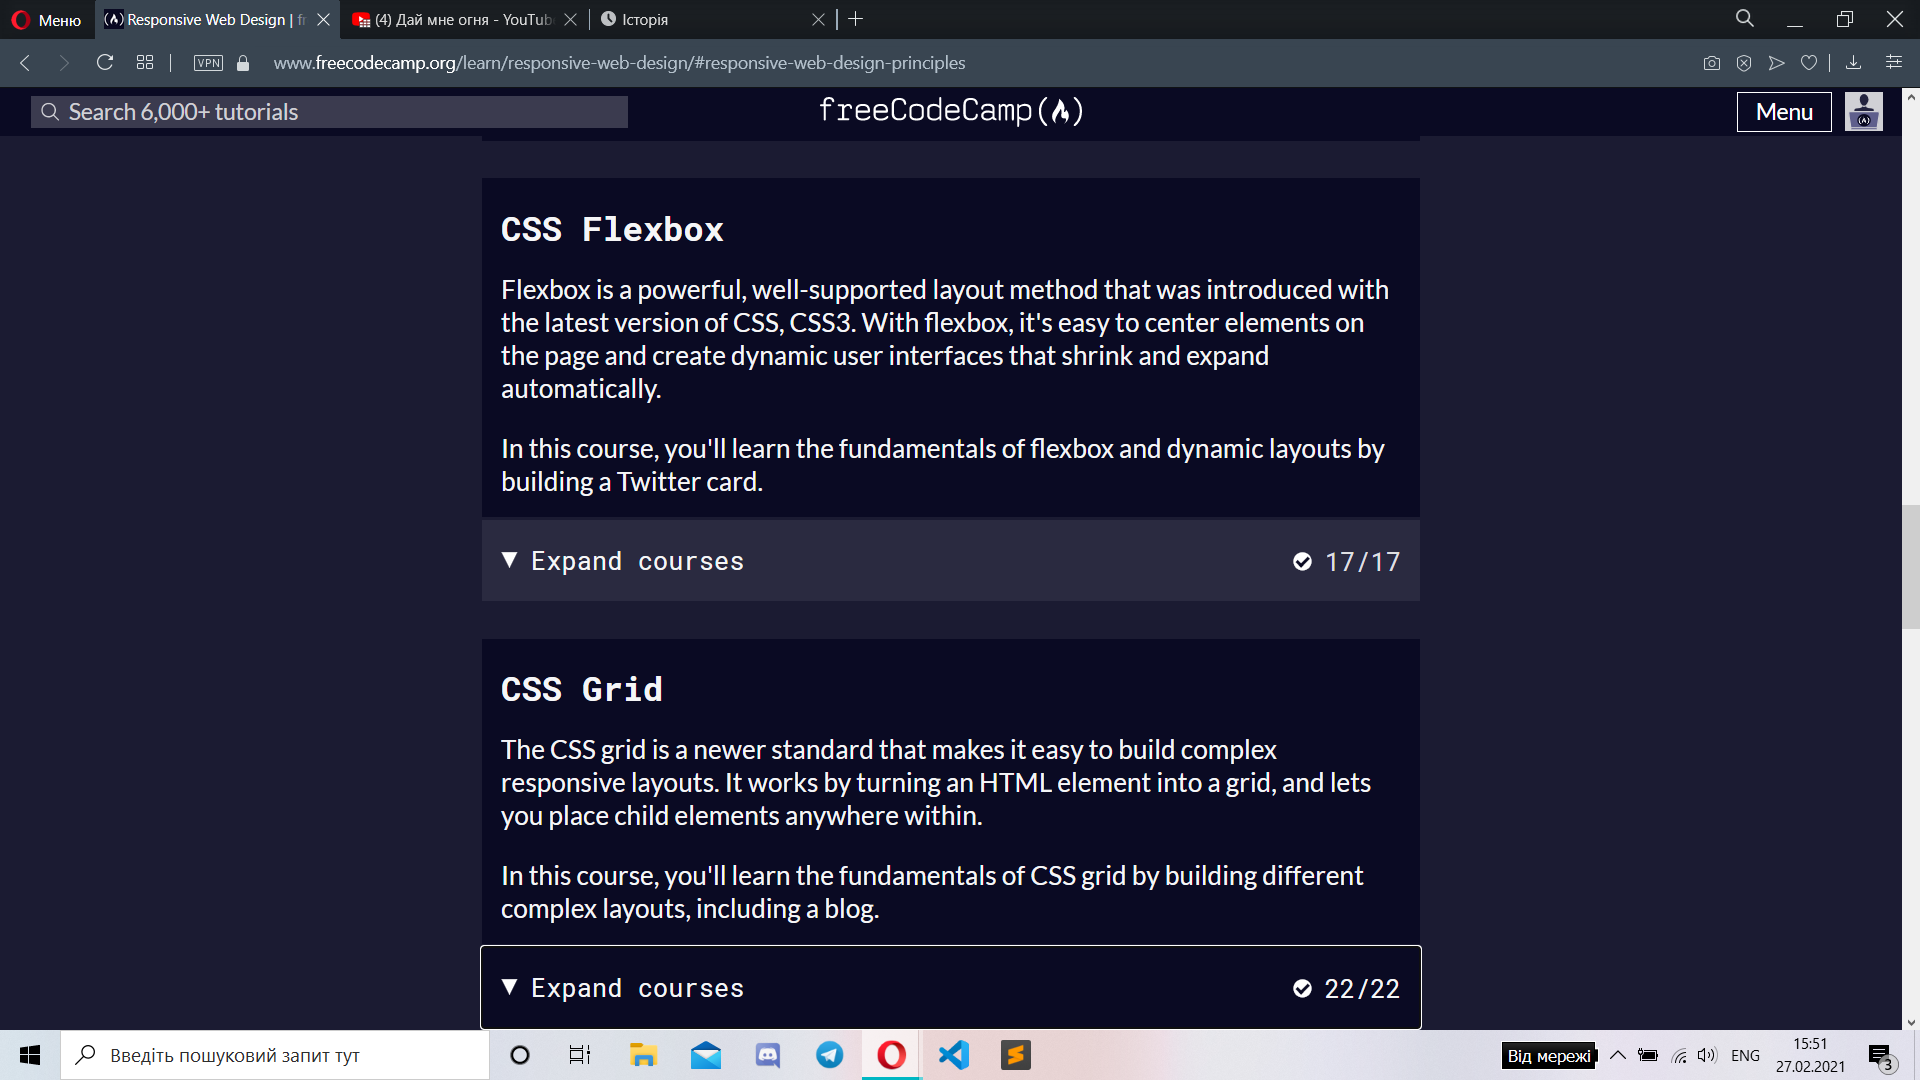 Меню
Responsive Web Design | fr
(4) Дай мне огня - YouTube
Історія
VPN
www.freecodecamp.org/learn/responsive-web-design/#responsive-web-design-principles
Search 6,000+ tutorials
freeCodeCamp(🔥)
Menu
CSS Flexbox
Flexbox is a powerful, well-supported layout method that was introduced with
the latest version of CSS, CSS3. With flexbox, it's easy to center elements on
the page and create dynamic user interfaces that shrink and expand
automatically.
In this course, you'll learn the fundamentals of flexbox and dynamic layouts by
building a Twitter card.
Expand courses
17/17
CSS Grid
The CSS grid is a newer standard that makes it easy to build complex
responsive layouts. It works by turning an HTML element into a grid, and lets
you place child elements anywhere within.
In this course, you'll learn the fundamentals of CSS grid by building different
complex layouts, including a blog.
Expand courses
22/22
Введіть пошуковий запит тут
Від мережі
ENG
15:51
27.02.2021
3